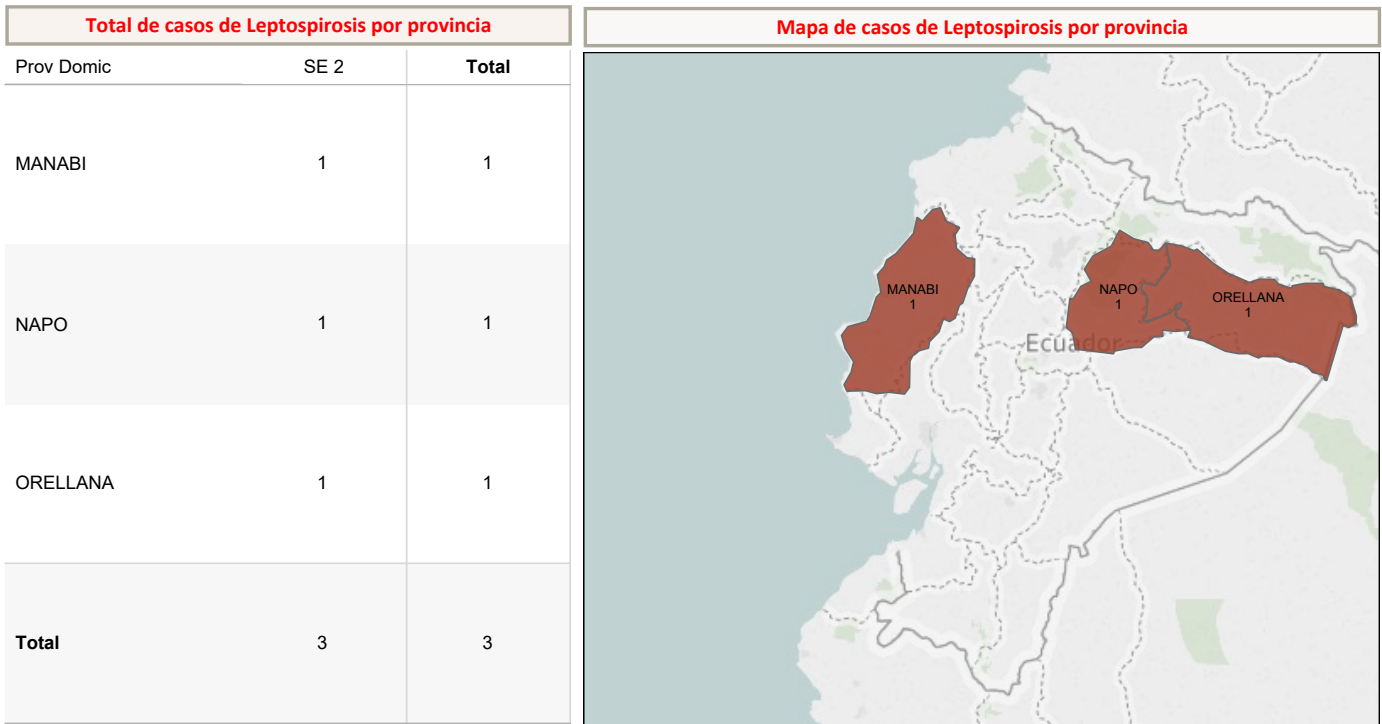 Total de casos de Leptospirosis por provincia
Prov Domic SE 2 Total
MANABI 1 1
NAPO 1 1
ORELLANA 1 1
Total 3 3
Mapa de casos de Leptospirosis por provincia
MANABI
1
NAPO
1
ORELLANA
1
Ecuador